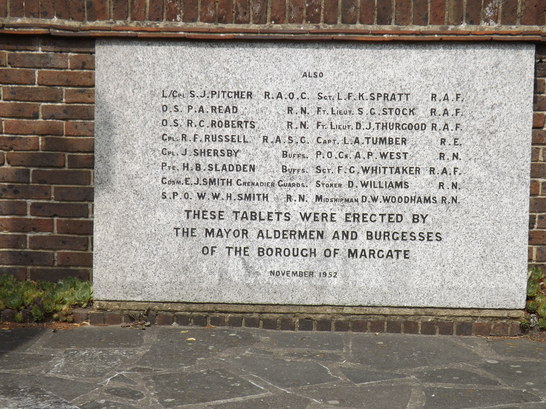 ALSO
L/CPL. S.J. PITCHER R.A.O.C. SGT. L.F.K. SPRATT R.A.F.
O.S. P.A. READ R.N. FT. LIEUT. S.G. STOCK R.A.F.
O.S. R.C. ROBERTS R.N. FT. LIEUT. D.J. THURGOOD R.A.F.
CPL. R.F. RUSSELL R.A.S.C. CAPT. L.A. TUMBER R.E.
CPL. J. SHERSBY BUFFS. P.O. CK. A.P. WEST R.N.
PTE. H.B. SLADDEN BUFFS. SGT. F.G. WHITTAKER R.A.F.
GDSM. E.J. SMITH GRENADIER GUARDS. STOKER D. WILLIAMS R.N.
S.P.O. W.W.H. SMITH R.N. MIDSHIPMAN D.W. WOODHAMS R.N.
THESE TABLETS WERE ERECTED BY
THE MAYOR ALDERMEN AND BURGESSES
OF THE BOROUGH OF MARGATE
NOVEMBER 1952